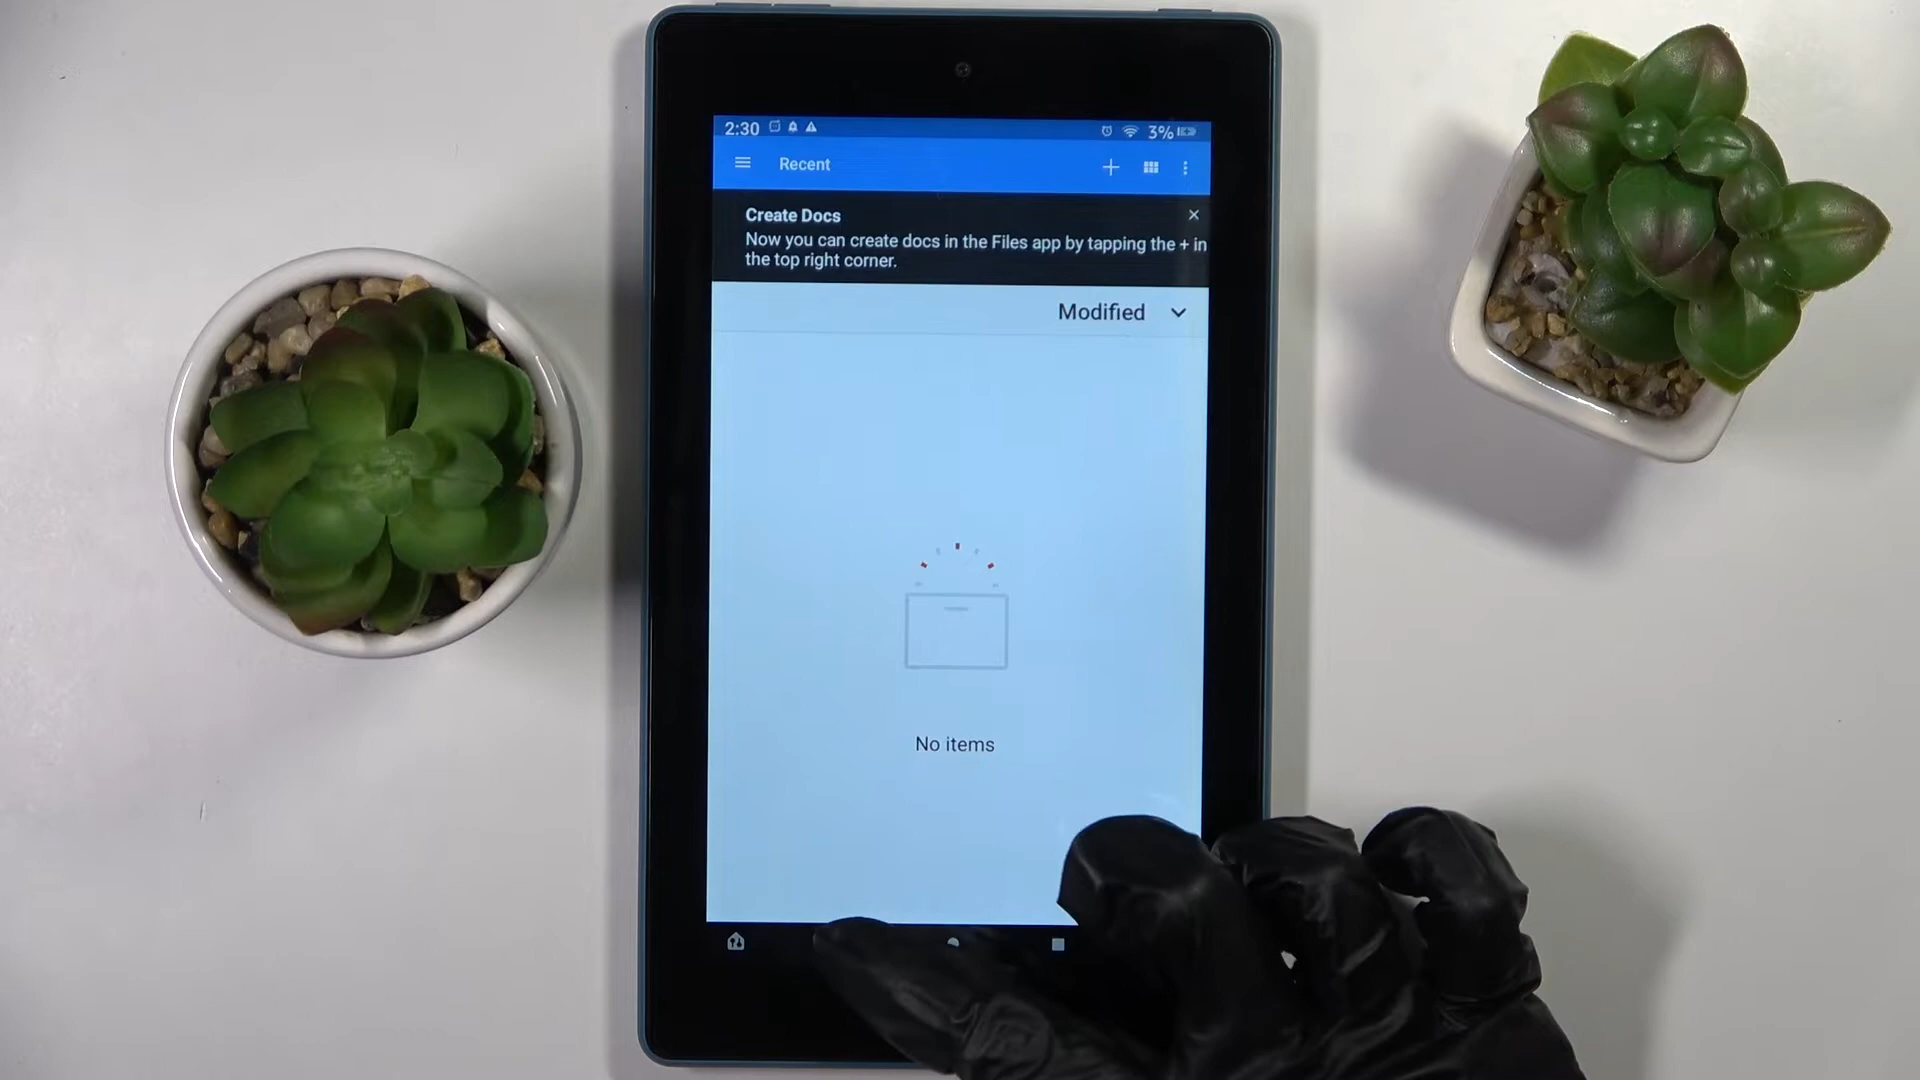 2:30 3%
Recent
Create Docs
Now you can create docs in the Files app by tapping the + in
the top right corner.
Modified
No items